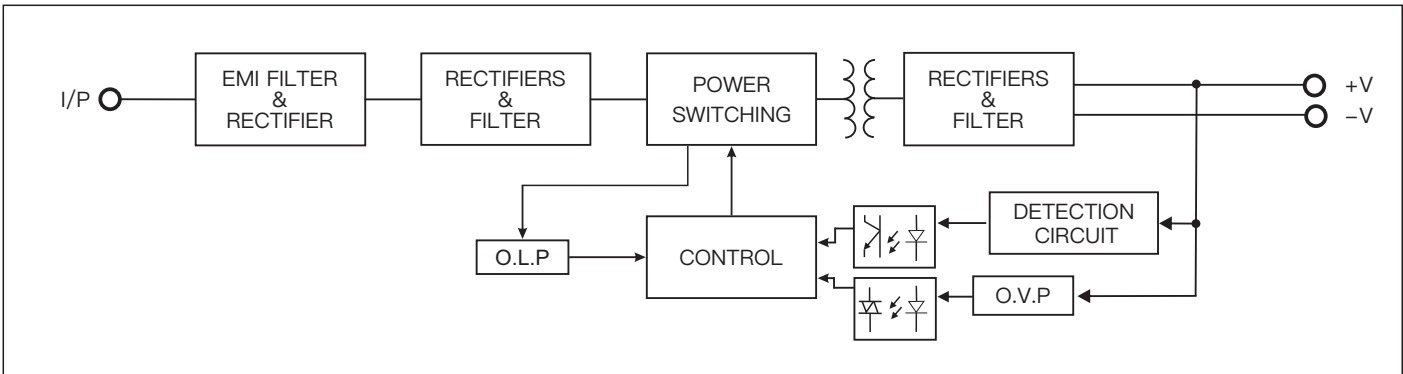 I/P
EMI FILTER
&
RECTIFIER
RECTIFIERS
&
FILTER
POWER
SWITCHING
RECTIFIERS
&
FILTER
+V
−V
O.L.P
CONTROL
DETECTION
CIRCUIT
O.V.P